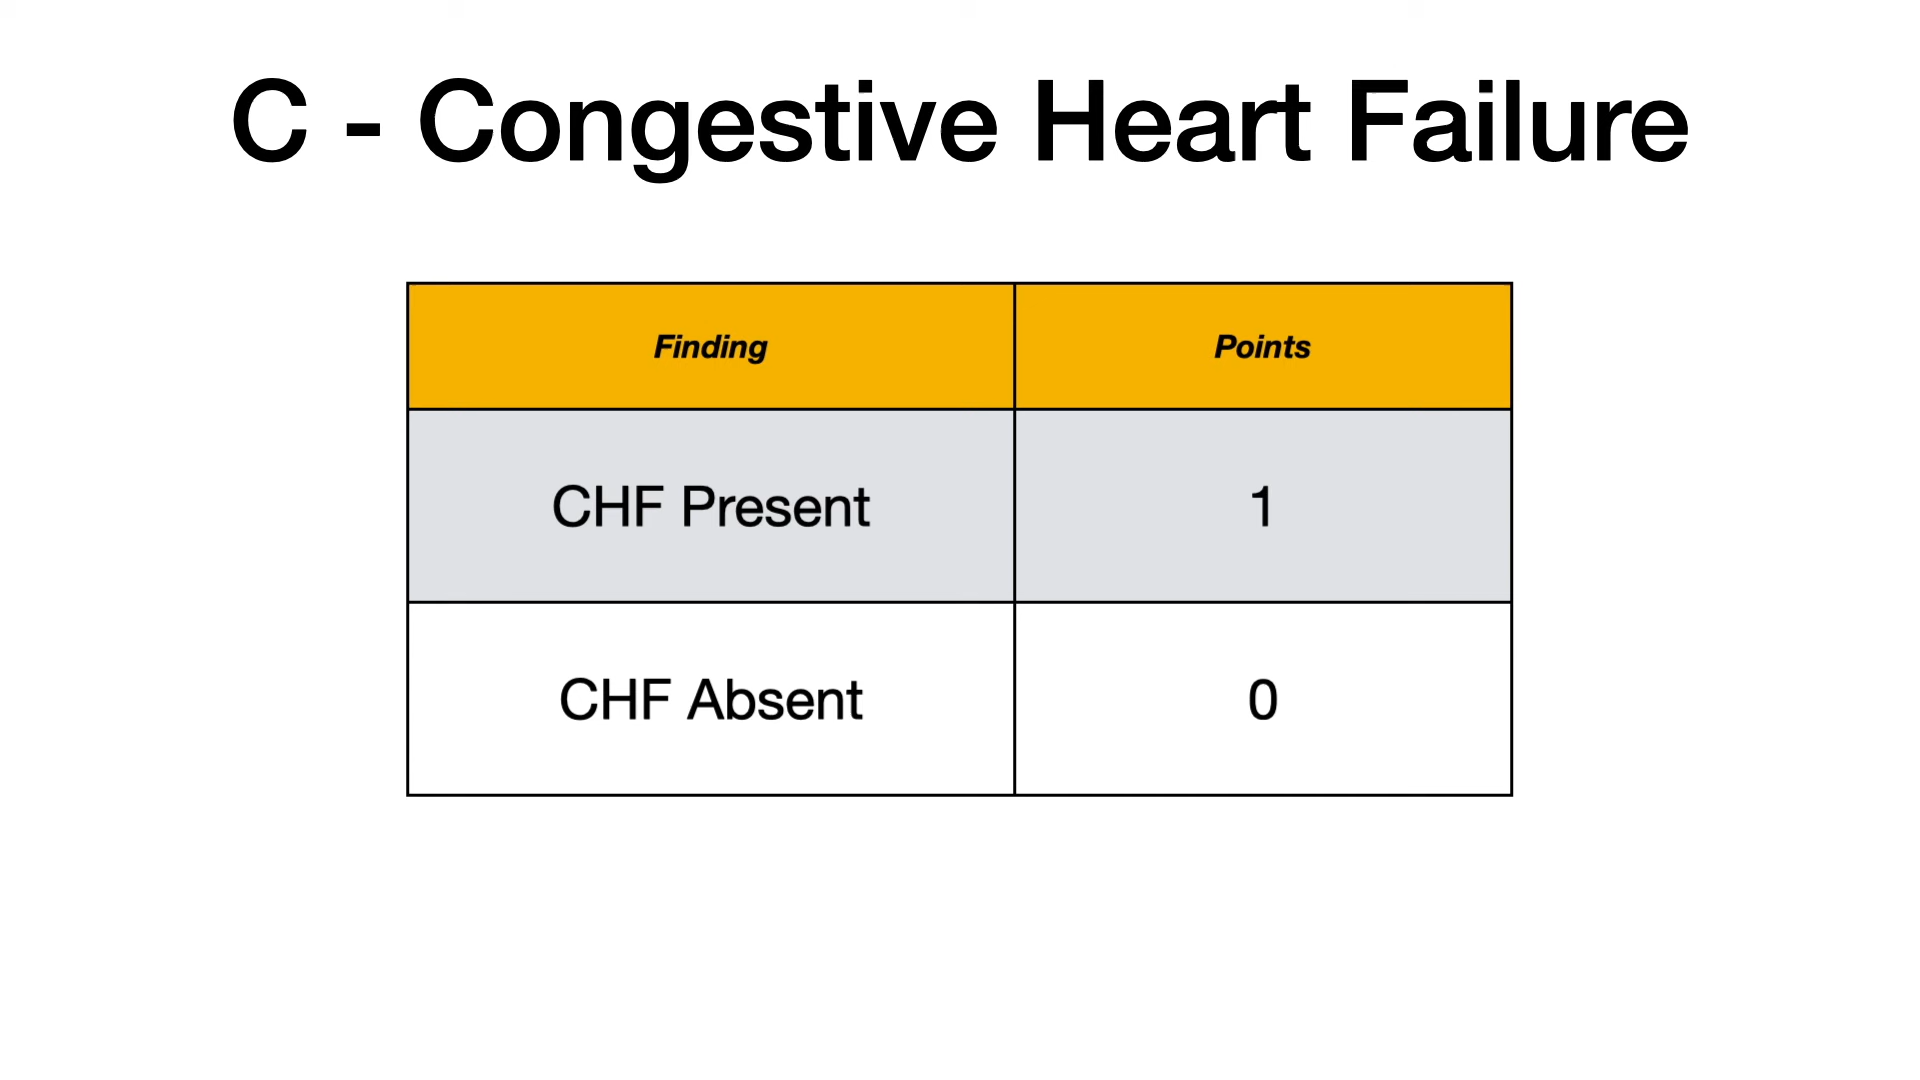 C - Congestive Heart Failure
Finding Points
CHF Present 1
CHF Absent 0